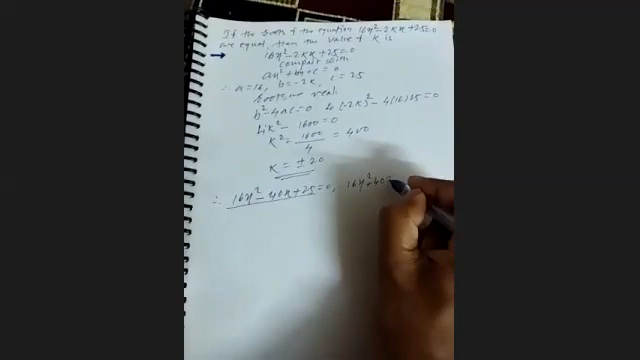 If the roots of the equation 16x²-2kx+25=0
are equal, then the value of k is
→ 16x²-2kx+25=0
compair with
ax²+bx+c=0
∴ a=16, b=-2k, c=25
roots are real.
b²-4ac=0 (-2k)²-4(16)25=0
4k²-1600=0
k²=1600/4=400
k=±20
∴ 16x²-40x+25=0, 16x²+40x